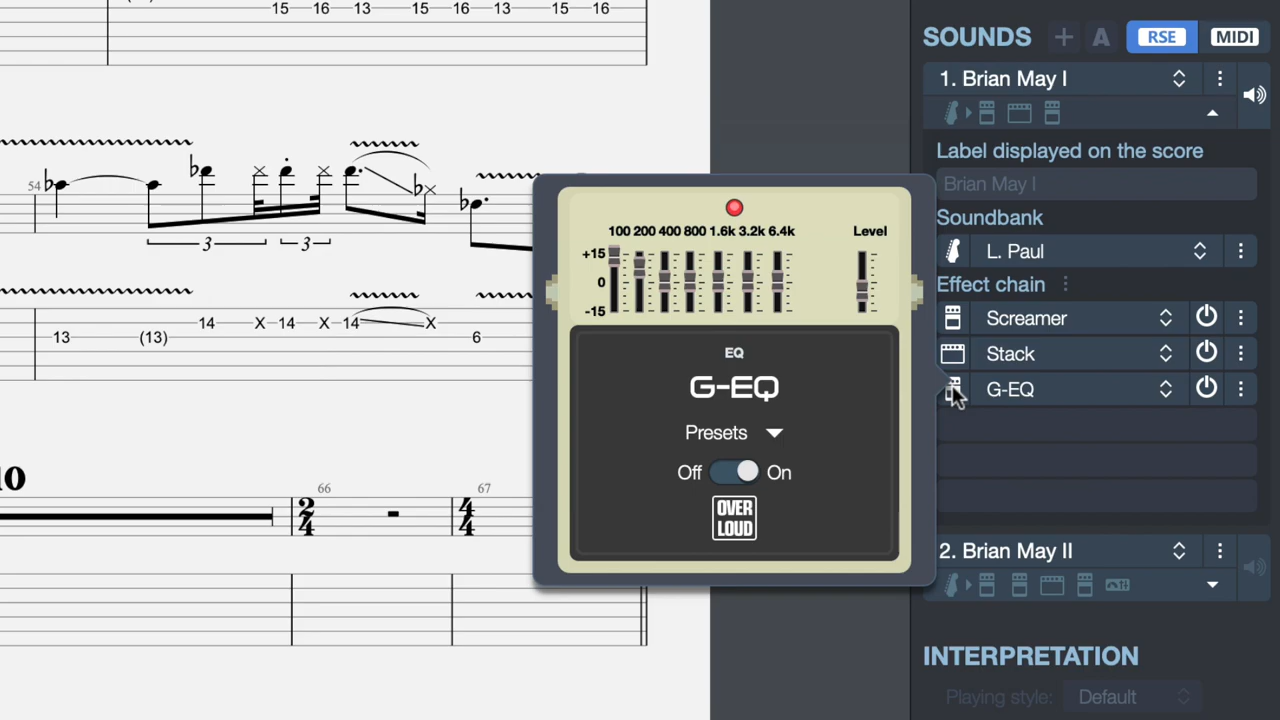 15 16 13 15 16 13 15 16
54
3 3
13 (13) 14 X 14 X 14 X 6
10
66 67
2 4
4 4
SOUNDS + A RSE MIDI
1. Brian May I
Label displayed on the score
Brian May I
Soundbank
L. Paul
Effect chain
Screamer
Stack
G-EQ
2. Brian May II
INTERPRETATION
Playing style: Default
100 200 400 800 1.6k 3.2k 6.4k Level
+15
0
-15
EQ
G-EQ
Presets
Off On
OVER
LOUD